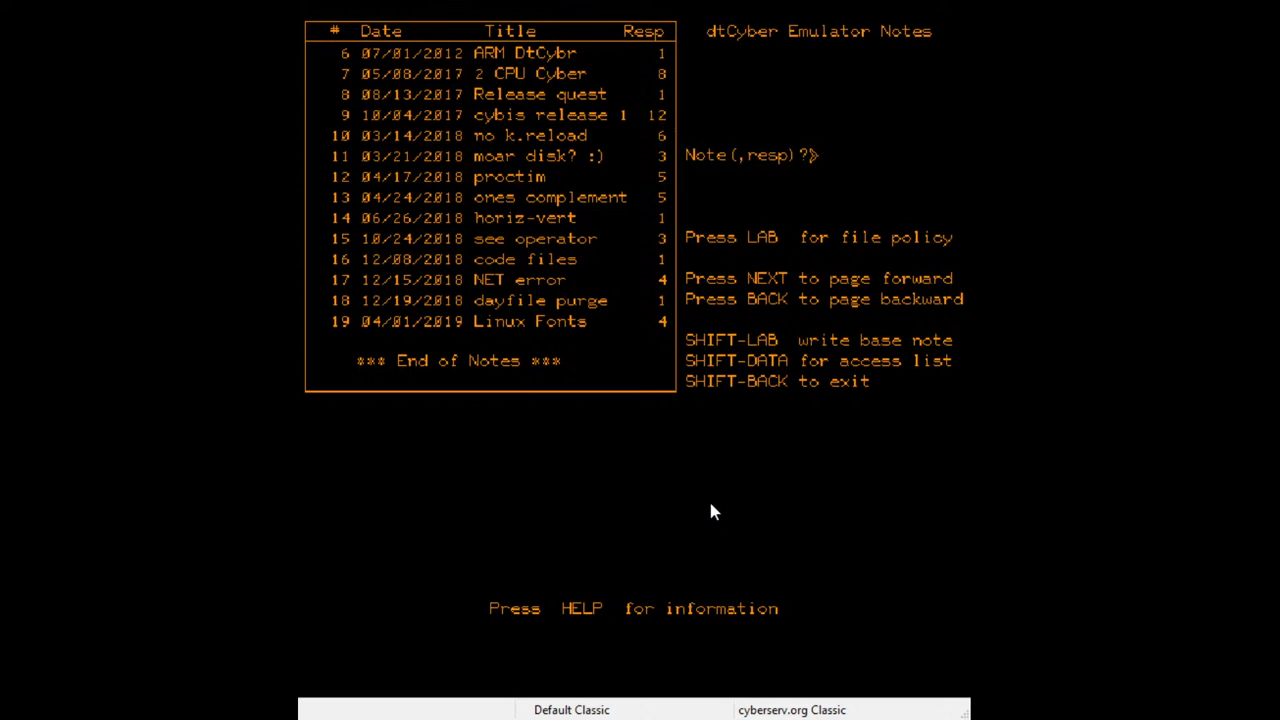 # Date Title Resp
6 07/01/2012 ARM DtCybr 1
7 05/08/2017 2 CPU Cyber 8
8 08/13/2017 Release quest 1
9 10/04/2017 cybis release 1 12
10 03/14/2018 no k.reload 6
11 03/21/2018 moar disk? :) 3
12 04/17/2018 proctim 5
13 04/24/2018 ones complement 5
14 06/26/2018 horiz-vert 1
15 10/24/2018 see operator 3
16 12/08/2018 code files 1
17 12/15/2018 NET error 4
18 12/19/2018 dayfile purge 1
19 04/01/2019 Linux Fonts 4
*** End of Notes ***
dtCyber Emulator Notes
Note(,resp)?>
Press LAB for file policy
Press NEXT to page forward
Press BACK to page backward
SHIFT-LAB write base note
SHIFT-DATA for access list
SHIFT-BACK to exit
Press HELP for information
Default Classic
cyberserv.org Classic